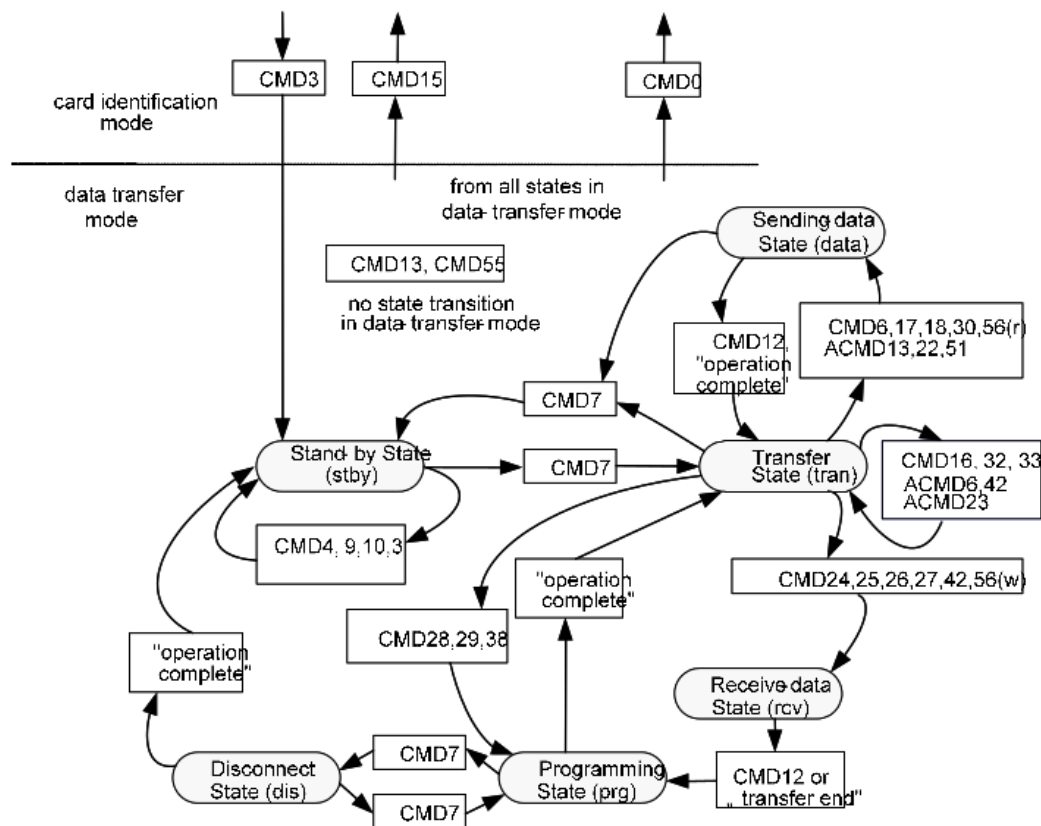 CMD3
CMD15
CMD0
card identification
mode
data transfer
mode
from all states in
data-transfer mode
Sending-data
State (data)
CMD13, CMD55
no state transition
in data-transfer mode
CMD12,
"operation
complete"
CMD6,17,18,30,56(r)
ACMD13,22,51
CMD7
Stand-by State
(stby)
CMD7
Transfer
State (tran)
CMD16, 32, 33
ACMD6,42
ACMD23
CMD4, 9,10,3
"operation
complete"
CMD24,25,26,27,42,56(w)
CMD28,29,38
"operation
complete"
Receive-data
State (rcv)
Disconnect
State (dis)
CMD7
CMD7
Programming
State (prg)
CMD12 or
„ transfer end"